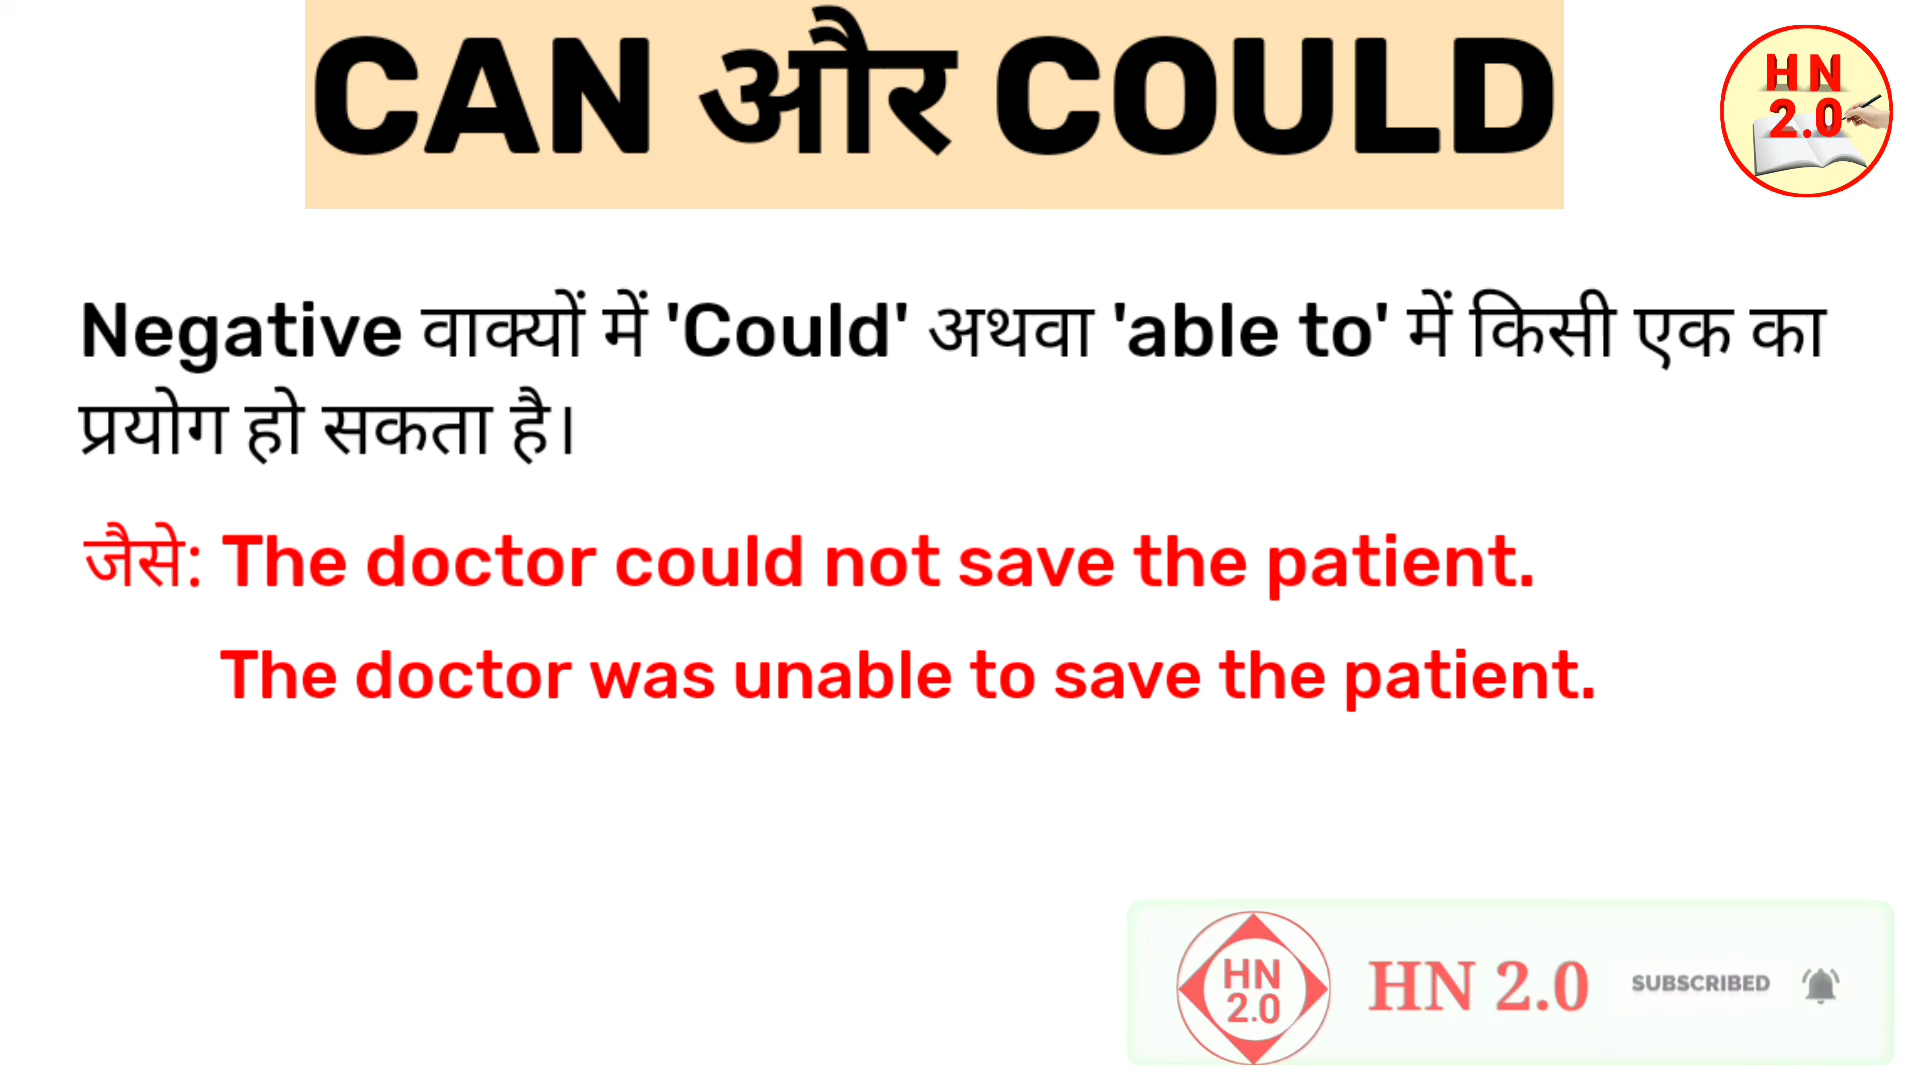 CAN और COULD
HN
2.0
Negative वाक्यों में 'Could' अथवा 'able to' में किसी एक का
प्रयोग हो सकता है।
जैसे: The doctor could not save the patient.
The doctor was unable to save the patient.
HN
2.0
HN 2.0
SUBSCRIBED